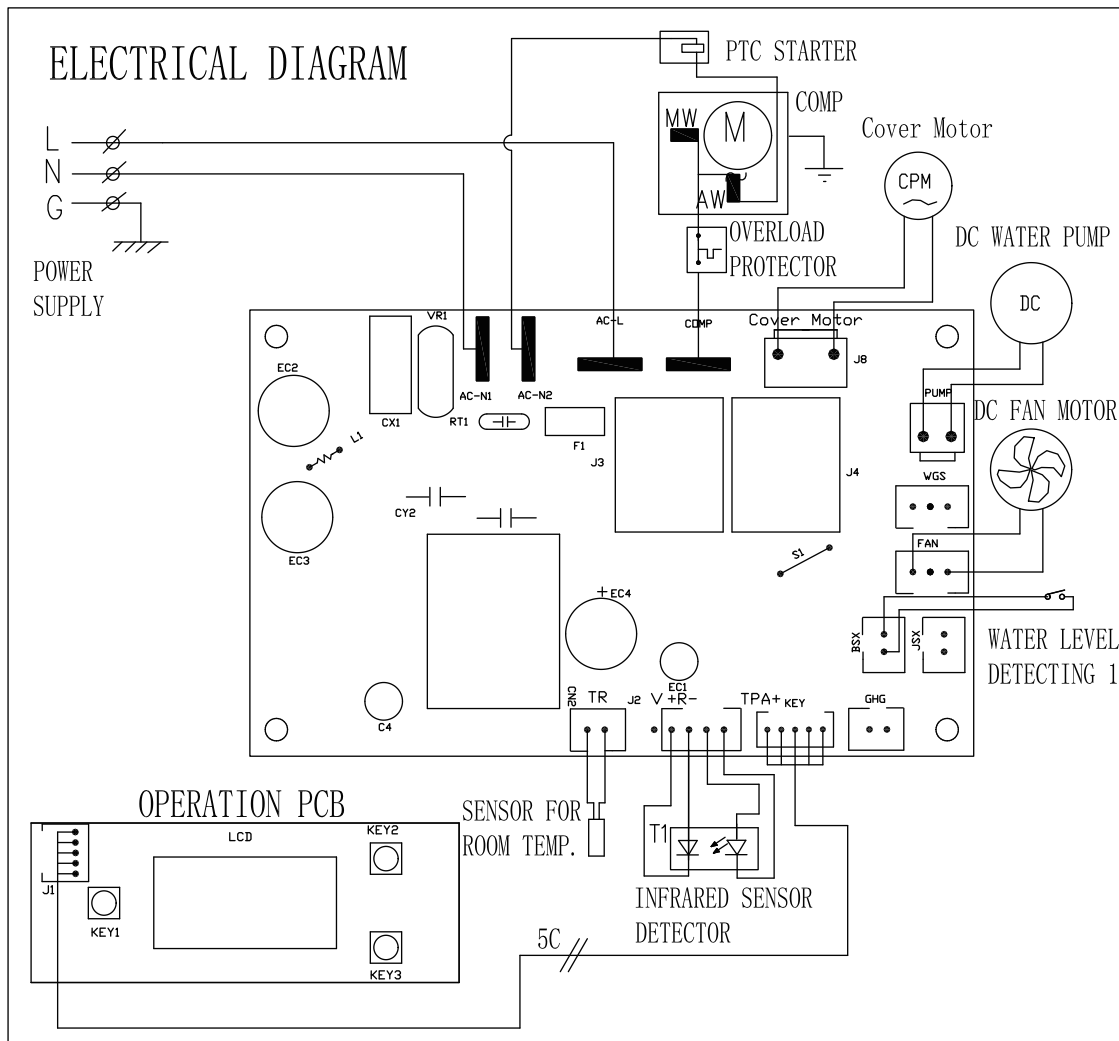 ELECTRICAL DIAGRAM
L
N
G
POWER
SUPPLY
PTC STARTER
COMP
MW
M
AW
OVERLOAD
PROTECTOR
Cover Motor
CPM
DC WATER PUMP
DC
DC FAN MOTOR
EC2
VR1
CX1
L1
AC-N1
AC-N2
RT1
F1
AC-L
COMP
Cover Motor
J8
PUMP
WGS
FAN
J3
J4
CY2
EC3
S1
+
EC4
EC1
BSX
JSX
WATER LEVEL
DETECTING 1
C4
CN2
TR
J2
V +R-
TPA+
KEY
GHG
OPERATION PCB
LCD
J1
KEY1
KEY2
KEY3
SENSOR FOR
ROOM TEMP.
T1
INFRARED SENSOR
DETECTOR
5C